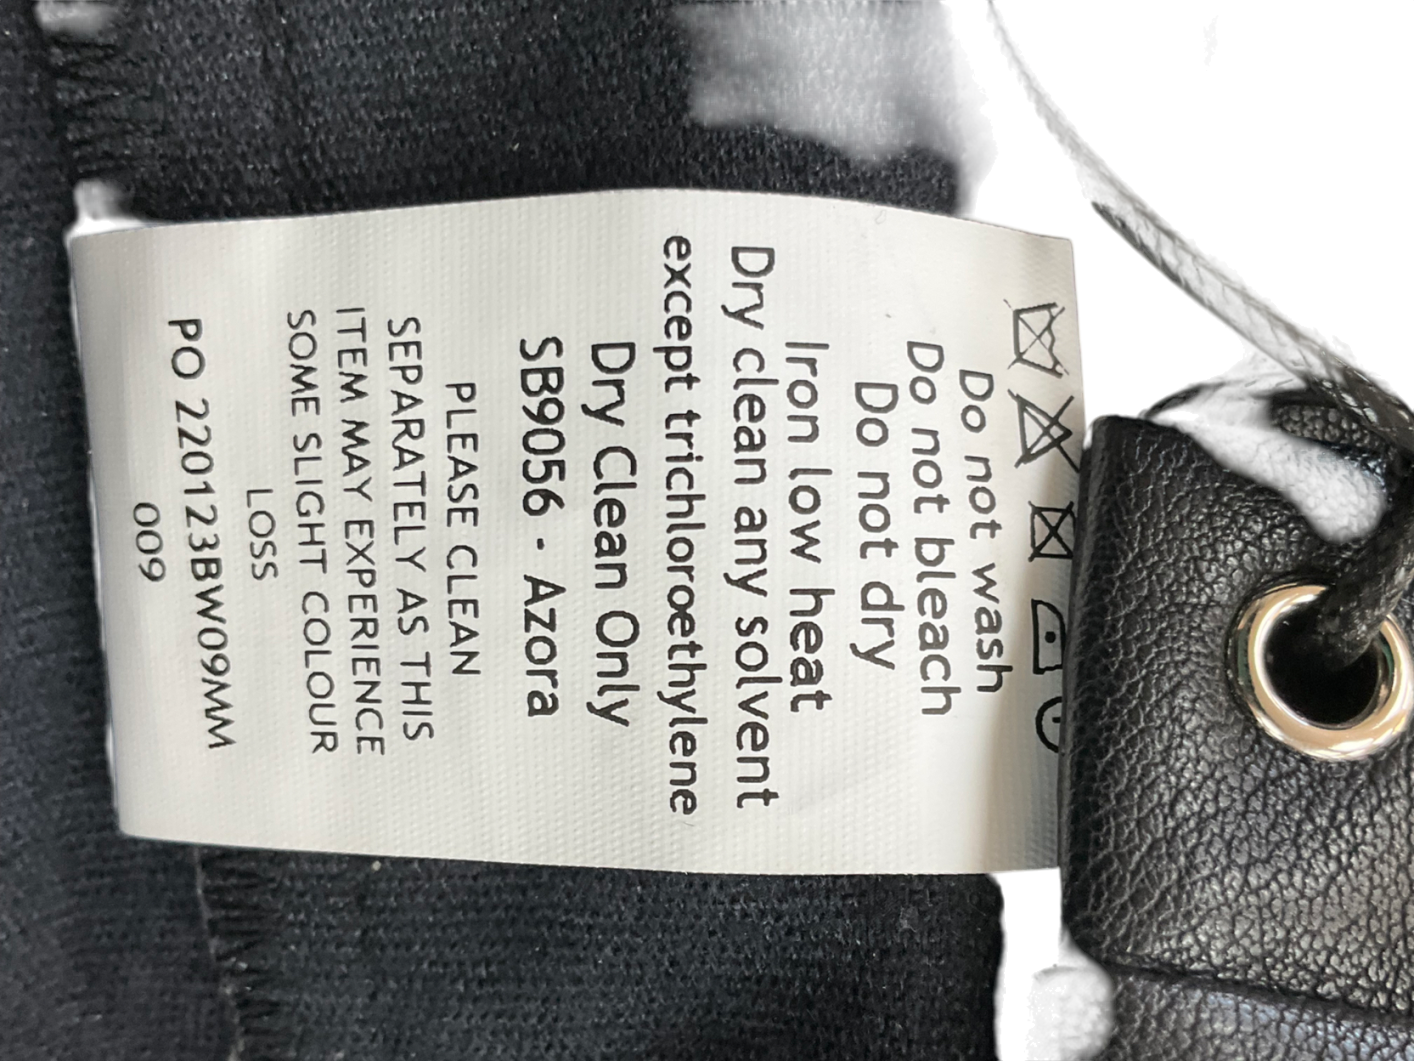 Do not wash
Do not bleach
Do not dry
Iron low heat
Dry clean any solvent
except trichloroethylene
Dry Clean Only
SB9056 - Azora
PLEASE CLEAN
SEPARATELY AS THIS
ITEM MAY EXPERIENCE
SOME SLIGHT COLOUR
LOSS
PO 220123BW09MM
009